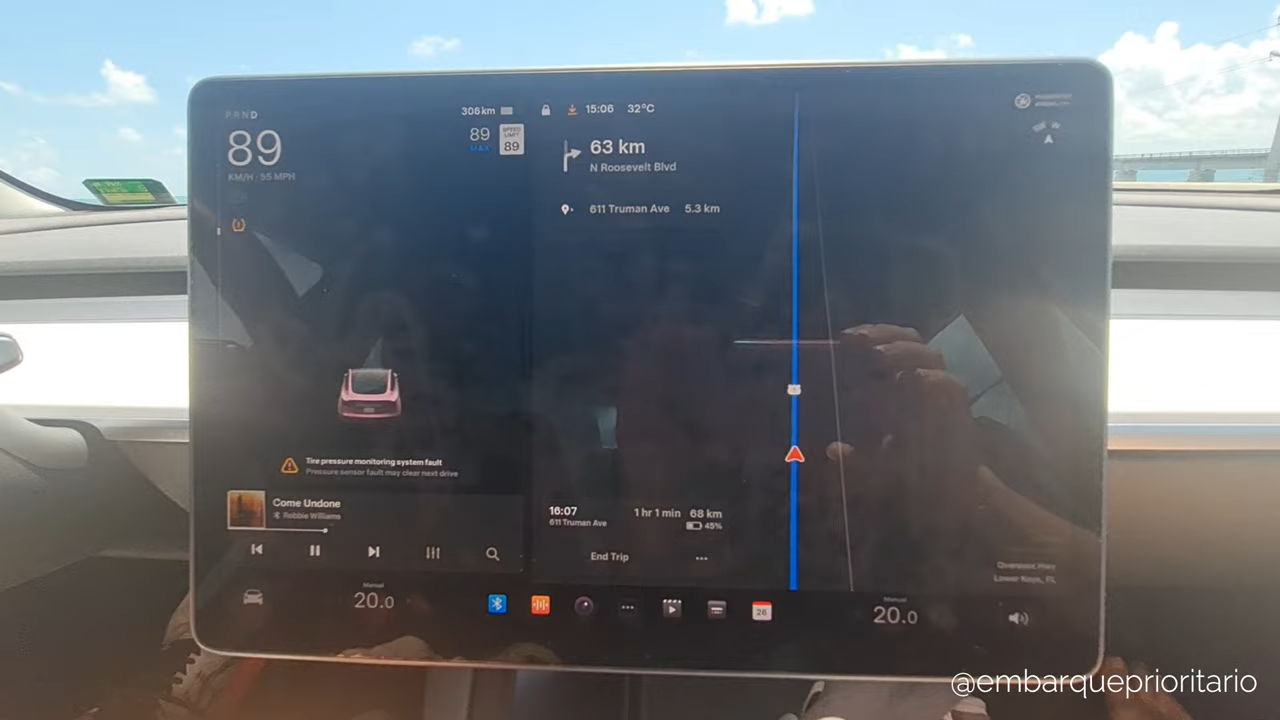 PRND
89
KM/H · 55 MPH
306 km
89
MAX
SPEED
LIMIT
89
15:06 32°C
63 km
N Roosevelt Blvd
611 Truman Ave 5.3 km
Tire pressure monitoring system fault
Pressure sensor fault may clear next drive
Come Undone
Robbie Williams
16:07
611 Truman Ave
1 hr 1 min 68 km
45%
End Trip
Overseas Hwy
Lower Keys, FL
Manual
20.0
26
Manual
20.0
@embarqueprioritario